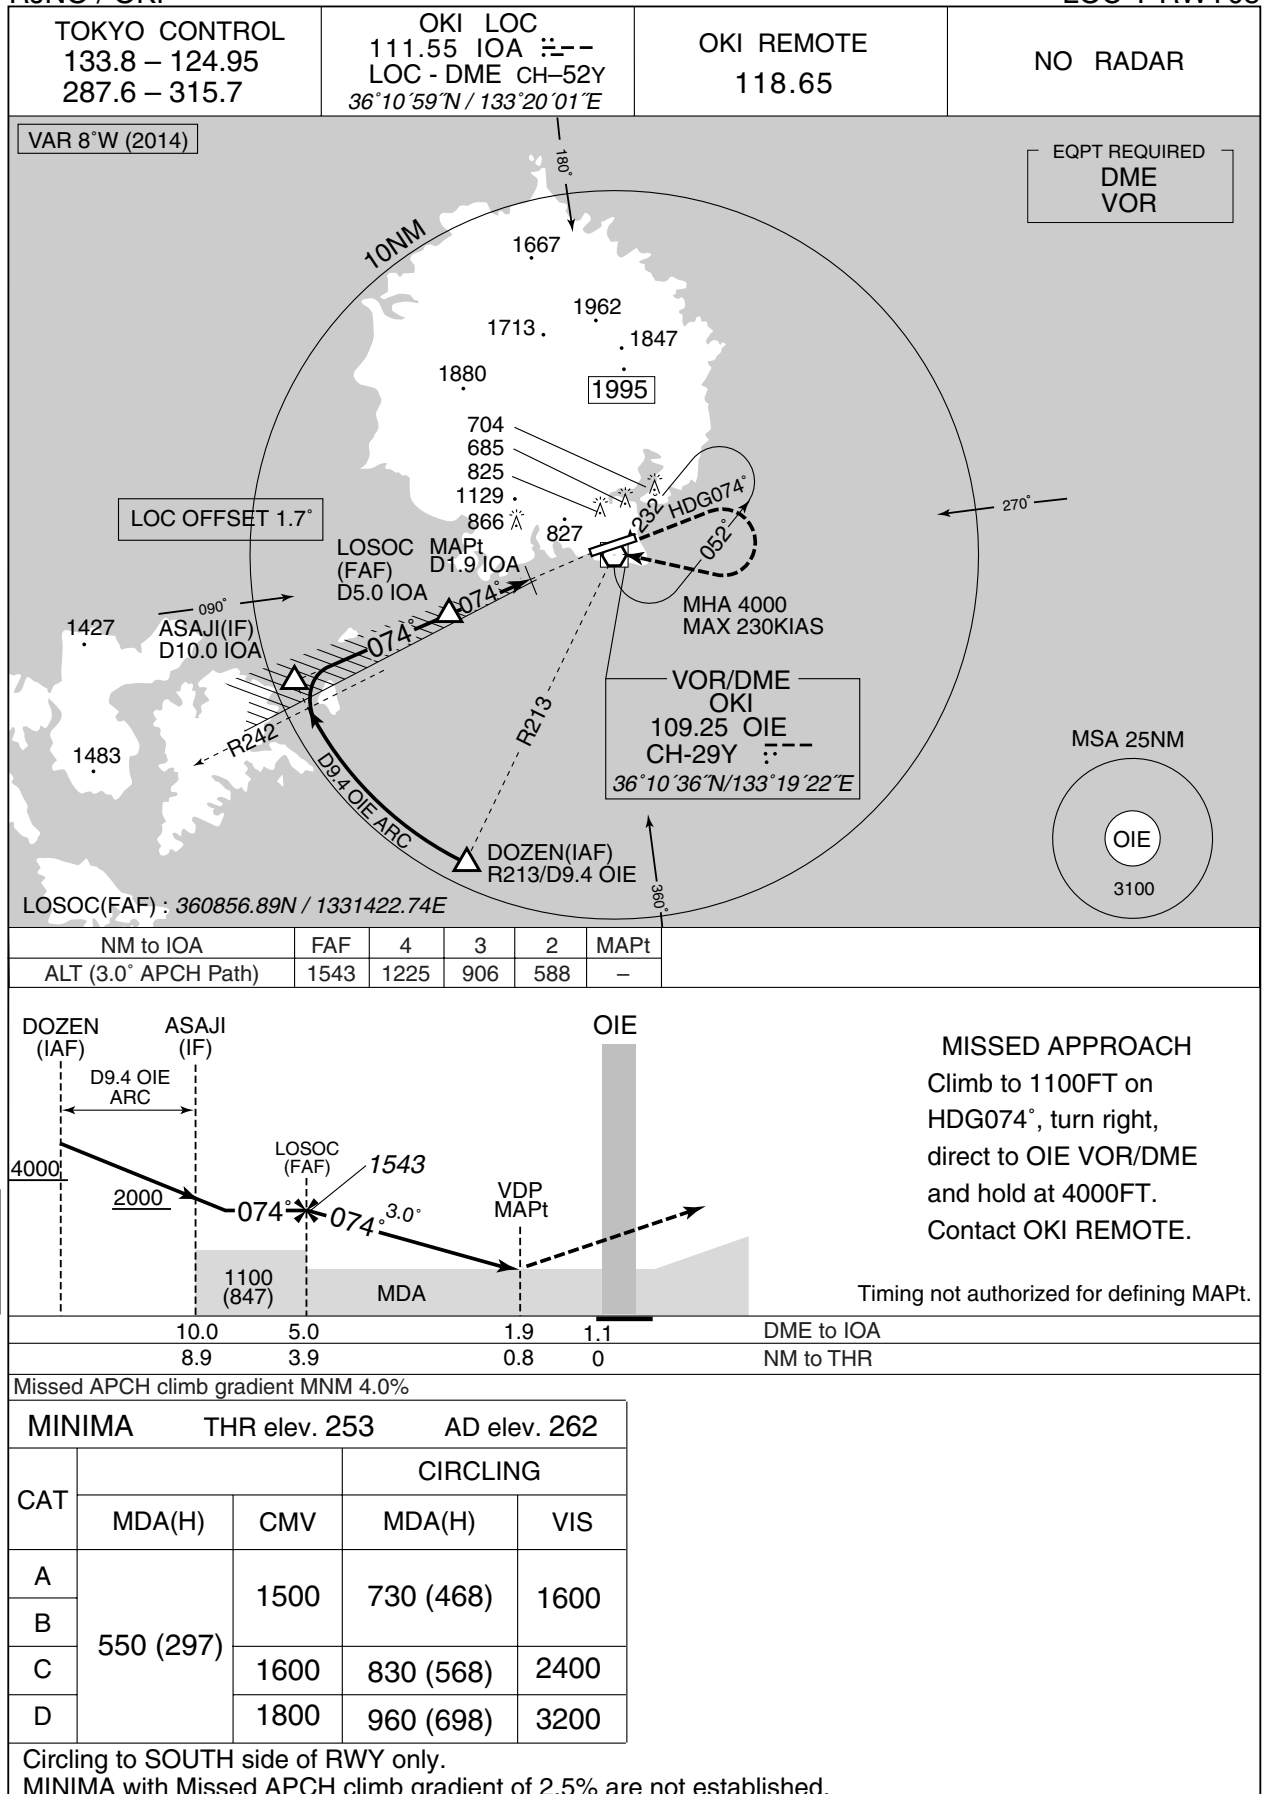 TOKYO CONTROL
133.8 – 124.95
287.6 – 315.7
OKI LOC
111.55 IOA
LOC - DME CH–52Y
36°10′59″N / 133°20′01″E
OKI REMOTE
118.65
NO RADAR
VAR 8°W (2014)
EQPT REQUIRED
DME
VOR
180°
10NM
1667
1962
1713
1847
1880
1995
704
685
825
1129
866
827
232°
HDG074°
052°
270°
LOC OFFSET 1.7°
LOSOC
(FAF)
D5.0 IOA
MAPt
D1.9 IOA
074°
074°
090°
ASAJI(IF)
D10.0 IOA
1427
1483
MHA 4000
MAX 230KIAS
R242
R213
D9.4 OIE ARC
VOR/DME
OKI
109.25 OIE
CH-29Y
36°10′36″N/133°19′22″E
MSA 25NM
OIE
3100
DOZEN(IAF)
R213/D9.4 OIE
360°
LOSOC(FAF) : 360856.89N / 1331422.74E
NM to IOA FAF 4 3 2 MAPt
ALT (3.0° APCH Path) 1543 1225 906 588 –
DOZEN
(IAF)
ASAJI
(IF)
D9.4 OIE
ARC
OIE
LOSOC
(FAF)
1543
4000
2000
074°
074°
3.0°
VDP
MAPt
1100
(847)
MDA
MISSED APPROACH
Climb to 1100FT on
HDG074°, turn right,
direct to OIE VOR/DME
and hold at 4000FT.
Contact OKI REMOTE.
Timing not authorized for defining MAPt.
10.0 5.0 1.9 1.1 DME to IOA
8.9 3.9 0.8 0 NM to THR
Missed APCH climb gradient MNM 4.0%
MINIMA THR elev. 253 AD elev. 262
CAT
CIRCLING
MDA(H) CMV MDA(H) VIS
A
B
C
D
550 (297)
1500 730 (468) 1600
1600 830 (568) 2400
1800 960 (698) 3200
Circling to SOUTH side of RWY only.
MINIMA with Missed APCH climb gradient of 2.5% are not established.